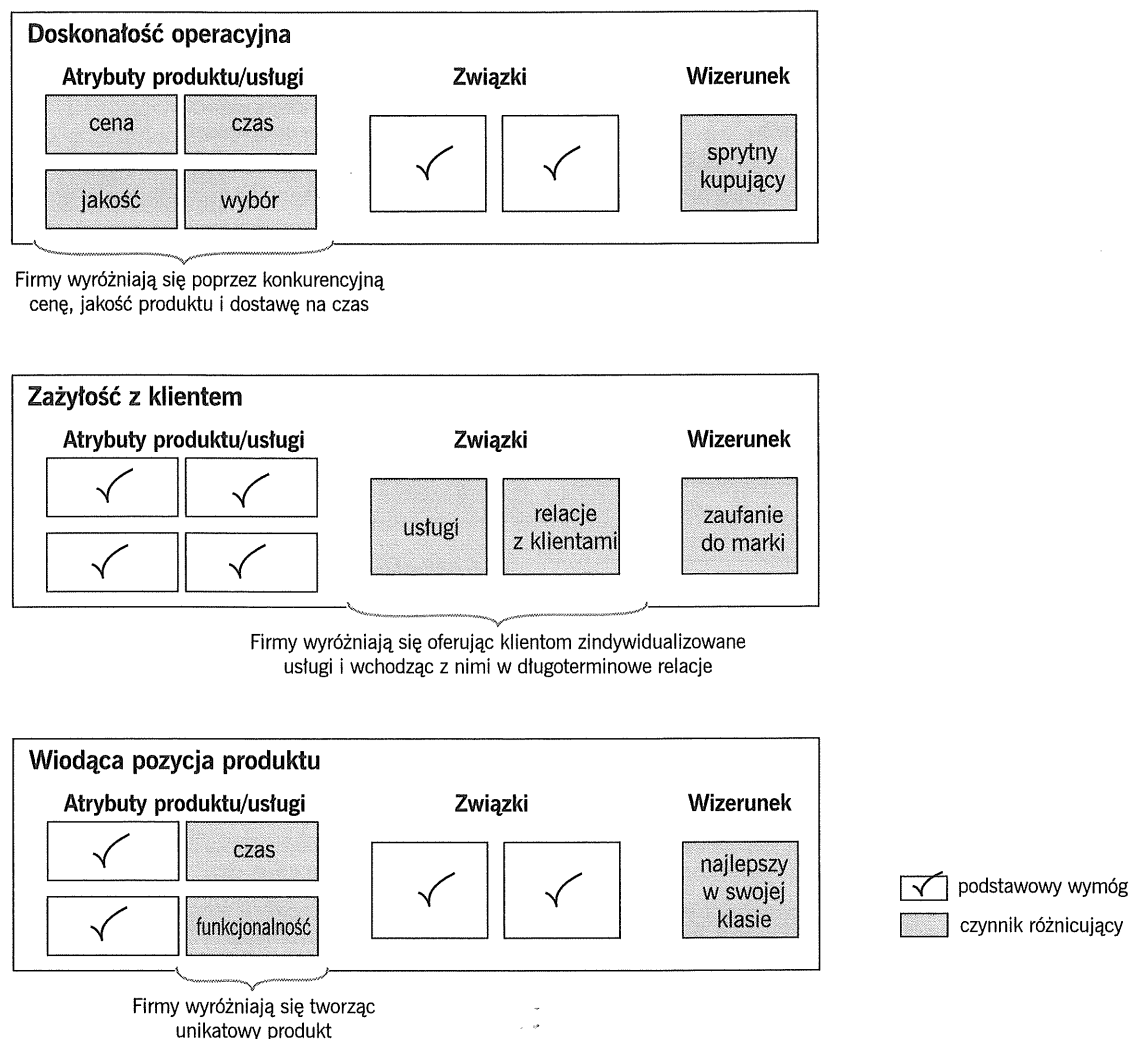 Doskonałość operacyjna
Atrybuty produktu/usługi
Związki
Wizerunek
cena
czas
jakość
wybór
sprytny
kupujący
Firmy wyróżniają się poprzez konkurencyjną
cenę, jakość produktu i dostawę na czas
Zażyłość z klientem
Atrybuty produktu/usługi
Związki
Wizerunek
usługi
relacje
z klientami
zaufanie
do marki
Firmy wyróżniają się oferując klientom zindywidualizowane
usługi i wchodząc z nimi w długoterminowe relacje
Wiodąca pozycja produktu
Atrybuty produktu/usługi
Związki
Wizerunek
czas
funkcjonalność
najlepszy
w swojej
klasie
podstawowy wymóg
czynnik różnicujący
Firmy wyróżniają się tworząc
unikatowy produkt